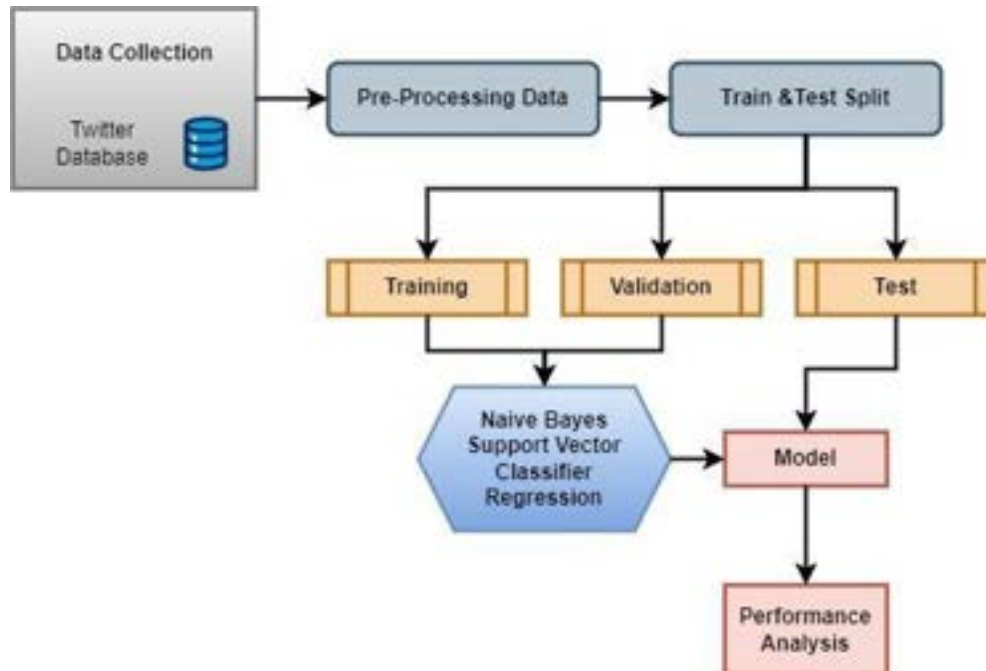 Data Collection
Twitter
Database
Pre-Processing Data
Train &Test Split
Training
Validation
Test
Naive Bayes
Support Vector
Classifier
Regression
Model
Performance
Analysis